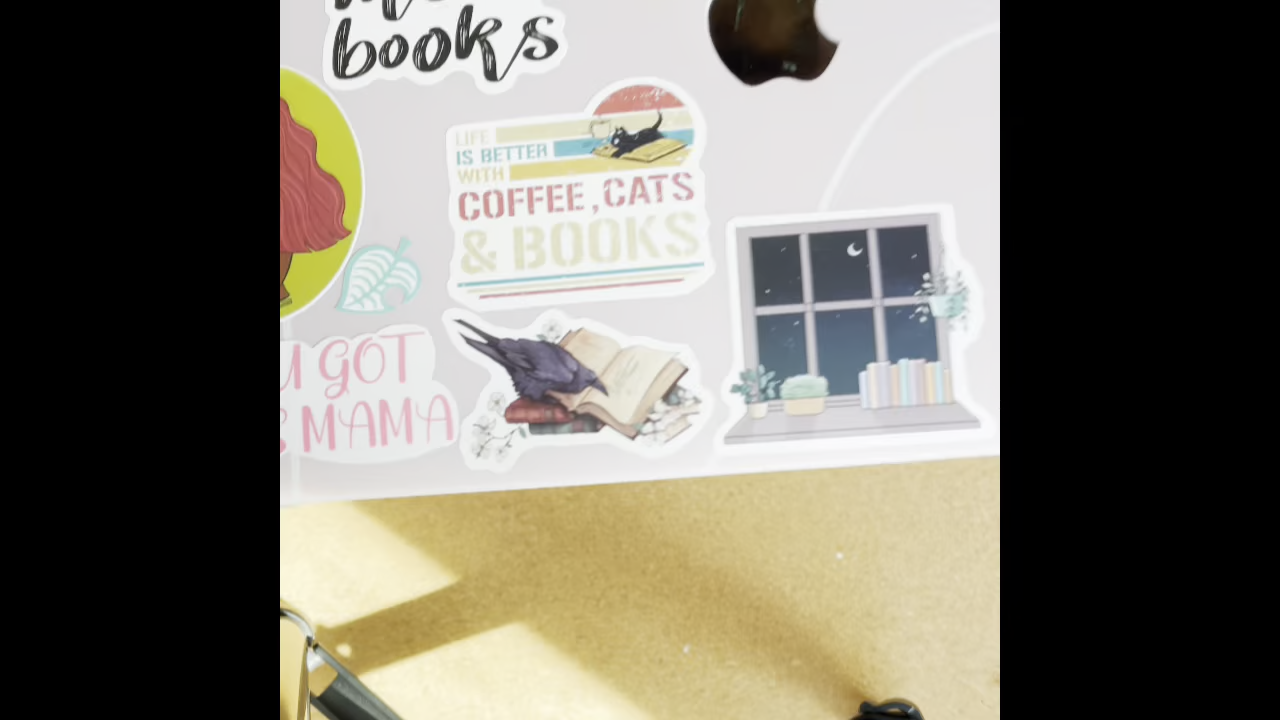 books
LIFE
IS BETTER
WITH
COFFEE, CATS
& BOOKS
GOT
MAMA